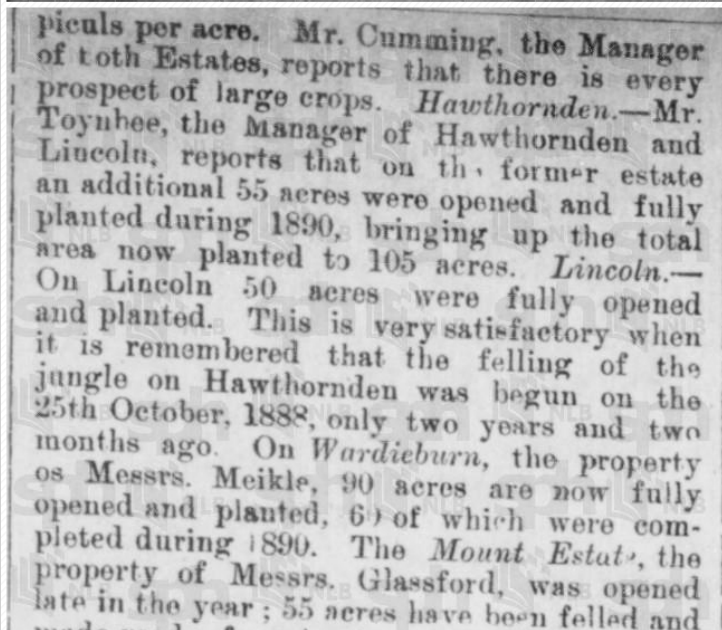 piculs per acre. Mr. Cumming, the Manager
of both Estates, reports that there is every
prospect of large crops. Hawthornden.—Mr.
Toynbee, the Manager of Hawthornden and
Lincoln, reports that on the former estate
an additional 55 acres were opened and fully
planted during 1890, bringing up the total
area now planted to 105 acres. Lincoln.—
On Lincoln 50 acres were fully opened
and planted. This is very satisfactory when
it is remembered that the felling of the
jungle on Hawthornden was begun on the
25th October, 1888, only two years and two
months ago. On Wardieburn, the property
os Messrs. Meikle, 90 acres are now fully
opened and planted, 60 of which were com-
pleted during 1890. The Mount Estate, the
property of Messrs. Glassford, was opened
late in the year; 55 acres have been felled and